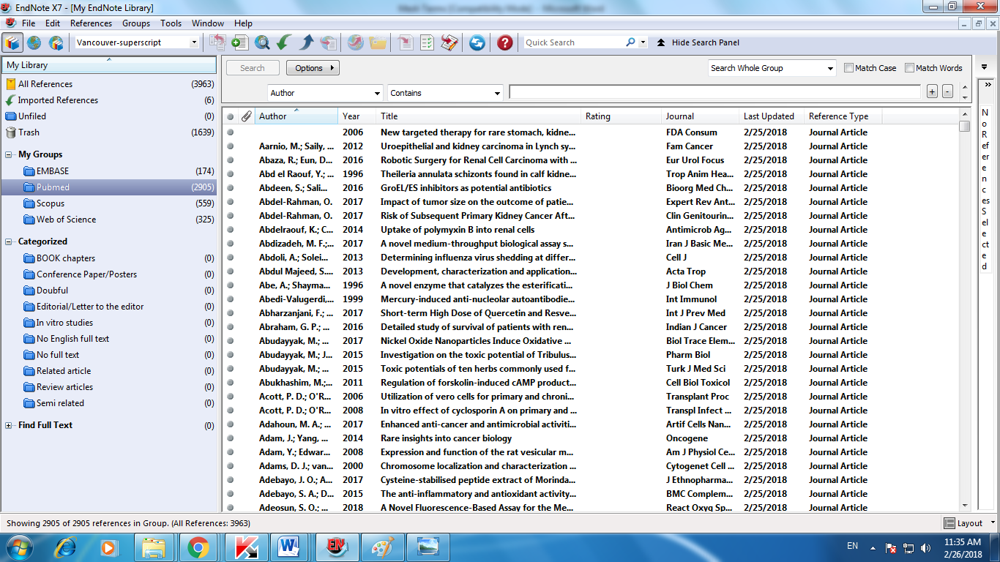 EndNote X7 - [My EndNote Library]
File Edit References Groups Tools Window Help
Vancouver-superscript
Quick Search
Hide Search Panel
My Library
All References (3963)
Imported References (6)
Unfiled
Trash (1639)
My Groups
EMBASE (174)
Pubmed (2905)
Scopus (559)
Web of Science (325)
Categorized
BOOK chapters (0)
Conference Paper/Posters (0)
Doubful (0)
Editorial/Letter to the editor (0)
In vitro studies (0)
No English full text (0)
No full text (0)
Related article (0)
Review articles (0)
Semi related (0)
Find Full Text (0)
Search Options Search Whole Group Match Case Match Words
Author Contains + -
Author Year Title Rating Journal Last Updated Reference Type
2006 New targeted therapy for rare stomach, kidne... FDA Consum 2/25/2018 Journal Article
Aarnio, M.; Saily, ... 2012 Uroepithelial and kidney carcinoma in Lynch sy... Fam Cancer 2/25/2018 Journal Article
Abaza, R.; Eun, D... 2016 Robotic Surgery for Renal Cell Carcinoma with ... Eur Urol Focus 2/25/2018 Journal Article
Abd el Raouf, Y.; ... 1996 Theileria annulata schizonts found in calf kidne... Trop Anim Hea... 2/25/2018 Journal Article
Abdeen, S.; Sali... 2016 GroEL/ES inhibitors as potential antibiotics Bioorg Med Ch... 2/25/2018 Journal Article
Abdel-Rahman, O. 2017 Impact of tumor size on the outcome of patie... Expert Rev Ant... 2/25/2018 Journal Article
Abdel-Rahman, O. 2017 Risk of Subsequent Primary Kidney Cancer Aft... Clin Genitourin... 2/25/2018 Journal Article
Abdelraouf, K.; C... 2014 Uptake of polymyxin B into renal cells Antimicrob Ag... 2/25/2018 Journal Article
Abdizadeh, M. F.;... 2017 A novel medium-throughput biological assay s... Iran J Basic Me... 2/25/2018 Journal Article
Abdoli, A.; Solei... 2013 Determining influenza virus shedding at differ... Cell J 2/25/2018 Journal Article
Abdul Majeed, S.... 2013 Development, characterization and application... Acta Trop 2/25/2018 Journal Article
Abe, A.; Shayma... 1996 A novel enzyme that catalyzes the esterificati... J Biol Chem 2/25/2018 Journal Article
Abedi-Valugerdi,... 1999 Mercury-induced anti-nucleolar autoantibodie... Int Immunol 2/25/2018 Journal Article
Abharzanjani, F.; ... 2017 Short-term High Dose of Quercetin and Resve... Int J Prev Med 2/25/2018 Journal Article
Abraham, G. P.; ... 2016 Detailed study of survival of patients with ren... Indian J Cancer 2/25/2018 Journal Article
Abudayyak, M.; ... 2017 Nickel Oxide Nanoparticles Induce Oxidative ... Biol Trace Elem... 2/25/2018 Journal Article
Abudayyak, M.; J... 2015 Investigation on the toxic potential of Tribulus... Pharm Biol 2/25/2018 Journal Article
Abudayyak, M.; ... 2015 Toxic potentials of ten herbs commonly used f... Turk J Med Sci 2/25/2018 Journal Article
Abukhashim, M.;... 2011 Regulation of forskolin-induced cAMP product... Cell Biol Toxicol 2/25/2018 Journal Article
Acott, P. D.; O'R... 2006 Utilization of vero cells for primary and chroni... Transplant Proc 2/25/2018 Journal Article
Acott, P. D.; O'R... 2008 In vitro effect of cyclosporin A on primary and ... Transpl Infect ... 2/25/2018 Journal Article
Adahoun, M. A.; ... 2017 Enhanced anti-cancer and antimicrobial activiti... Artif Cells Nan... 2/25/2018 Journal Article
Adam, J.; Yang, ... 2014 Rare insights into cancer biology Oncogene 2/25/2018 Journal Article
Adam, Y.; Edwar... 2008 Expression and function of the rat vesicular m... Am J Physiol Ce... 2/25/2018 Journal Article
Adams, D. J.; van... 2000 Chromosome localization and characterization ... Cytogenet Cell ... 2/25/2018 Journal Article
Adebayo, J. O.; A... 2017 Cysteine-stabilised peptide extract of Morinda... J Ethnopharma... 2/25/2018 Journal Article
Adebayo, S. A.; D... 2015 The anti-inflammatory and antioxidant activity... BMC Complem... 2/25/2018 Journal Article
Adeosun, S. O.; ... 2018 A Novel Fluorescence-Based Assay for the Me... React Oxyg Sp... 2/25/2018 Journal Article
No References Selected
Showing 2905 of 2905 references in Group. (All References: 3963)
Layout
EN
11:35 AM
2/26/2018